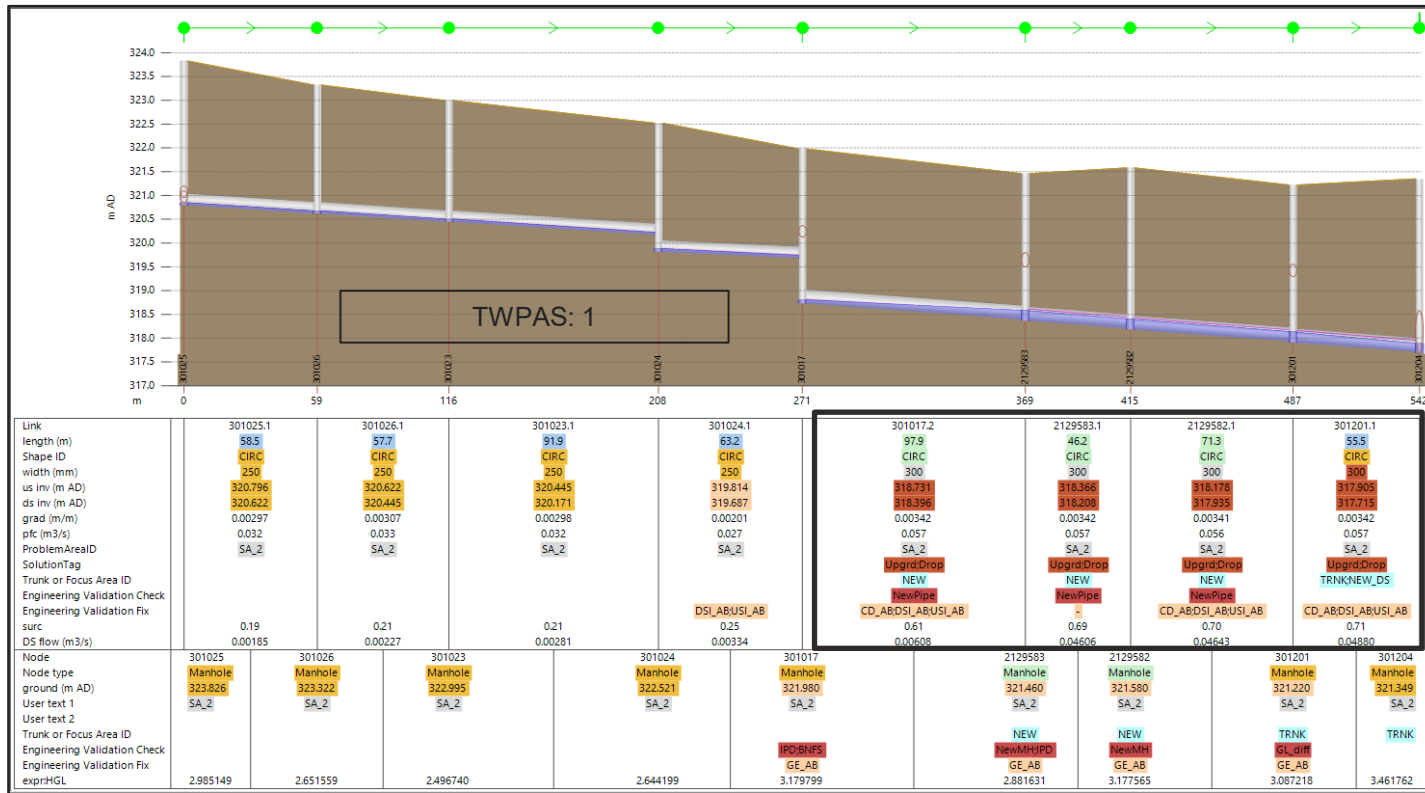 324.0
323.5
323.0
322.5
322.0
321.5
321.0
320.5
320.0
319.5
319.0
318.5
318.0
317.5
317.0
m AD
TWPAS: 1
301025 301026 301023 301024 301017 2129583 2129582 301201 301204
m 0 59 116 208 271 369 415 487 542
Link 301025.1 301026.1 301023.1 301024.1 301017.2 2129583.1 2129582.1 301201.1
length (m) 58.5 57.7 91.9 63.2 97.9 46.2 71.3 55.5
Shape ID CIRC CIRC CIRC CIRC CIRC CIRC CIRC CIRC
width (mm) 250 250 250 250 300 300 300 300
us inv (m AD) 320.796 320.622 320.445 319.814 318.731 318.366 318.178 317.905
ds inv (m AD) 320.622 320.445 320.171 319.687 318.396 318.208 317.935 317.715
grad (m/m) 0.00297 0.00307 0.00298 0.00201 0.00342 0.00342 0.00341 0.00342
pfc (m3/s) 0.032 0.033 0.032 0.027 0.057 0.057 0.056 0.057
ProblemAreaID SA_2 SA_2 SA_2 SA_2 SA_2 SA_2 SA_2 SA_2
SolutionTag Upgrd;Drop Upgrd;Drop Upgrd;Drop Upgrd;Drop
Trunk or Focus Area ID NEW NEW NEW TRNK;NEW_DS
Engineering Validation Check NewPipe NewPipe NewPipe
Engineering Validation Fix DSI_AB;USI_AB CD_AB;DSI_AB;USI_AB - CD_AB;DSI_AB;USI_AB CD_AB;DSI_AB;USI_AB
surc 0.19 0.21 0.21 0.25 0.61 0.69 0.70 0.71
DS flow (m3/s) 0.00185 0.00227 0.00281 0.00334 0.00608 0.04606 0.04643 0.04880
Node 301025 301026 301023 301024 301017 2129583 2129582 301201 301204
Node type Manhole Manhole Manhole Manhole Manhole Manhole Manhole Manhole Manhole
ground (m AD) 323.826 323.322 322.995 322.521 321.980 321.460 321.580 321.220 321.349
User text 1 SA_2 SA_2 SA_2 SA_2 SA_2 SA_2 SA_2 SA_2 SA_2
User text 2
Trunk or Focus Area ID NEW NEW TRNK TRNK
Engineering Validation Check IPD;BNFS NewMH;IPD NewMH GL_diff
Engineering Validation Fix GE_AB GE_AB GE_AB GE_AB
expr:HGL 2.985149 2.651559 2.496740 2.644199 3.179799 2.881631 3.177565 3.087218 3.461762